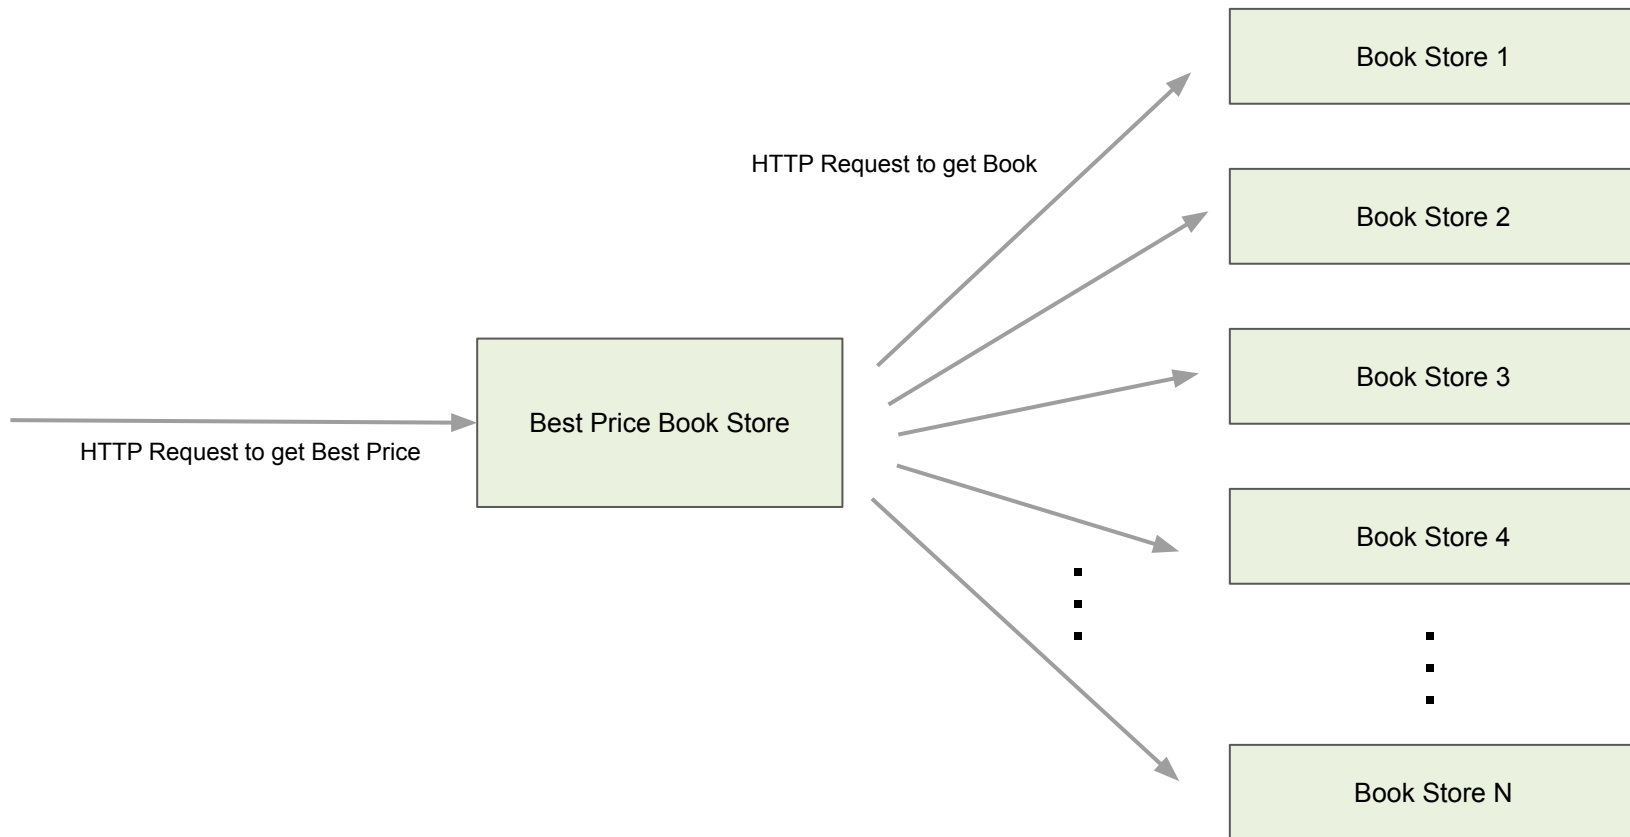 Book Store 1
HTTP Request to get Book
Book Store 2
Book Store 3
Best Price Book Store
HTTP Request to get Best Price
Book Store 4
Book Store N